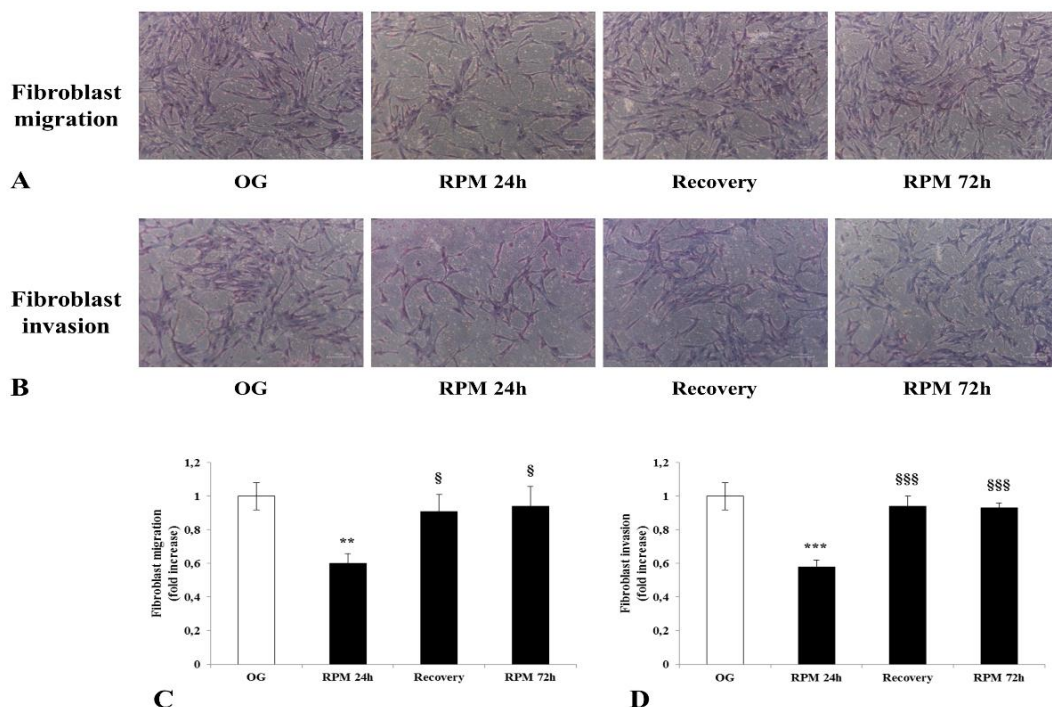 Fibroblast
migration
A
OG
RPM 24h
Recovery
RPM 72h
Fibroblast
invasion
B
OG
RPM 24h
Recovery
RPM 72h
Fibroblast migration
(fold increase)
1,2
1
0,8
0,6
0,4
0,2
0
**
§
§
OG
RPM 24h
Recovery
RPM 72h
C
Fibroblast invasion
(fold increase)
1,2
1
0,8
0,6
0,4
0,2
0
***
§§§
§§§
OG
RPM 24h
Recovery
RPM 72h
D